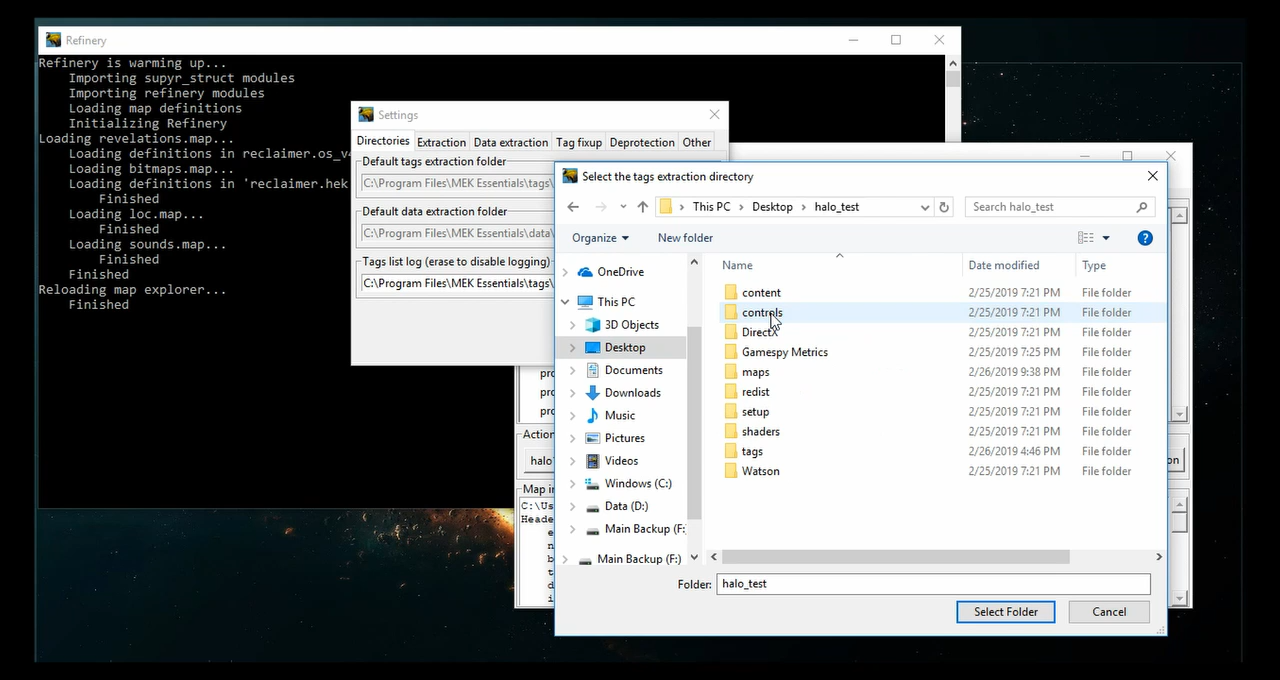 Refinery
Refinery is warming up...
Importing supyr_struct modules
Importing refinery modules
Loading map definitions
Initializing Refinery
Loading revelations.map...
Loading definitions in reclaimer.os_v4
Loading bitmaps.map...
Loading definitions in 'reclaimer.hek
Finished
Loading loc.map...
Finished
Loading sounds.map...
Finished
Finished
Reloading map explorer...
Finished
Settings
Directories Extraction Data extraction Tag fixup Deprotection Other
Default tags extraction folder
C:\Program Files\MEK Essentials\tags\
Default data extraction folder
C:\Program Files\MEK Essentials\data\
Tags list log (erase to disable logging)
C:\Program Files\MEK Essentials\tags\
Select the tags extraction directory
This PC Desktop halo_test Search halo_test
Organize New folder
OneDrive
This PC
3D Objects
Desktop
Documents
Downloads
Music
Pictures
Videos
Windows (C:)
Data (D:)
Main Backup (F:
Main Backup (F:)
Name Date modified Type
content 2/25/2019 7:21 PM File folder
controls 2/25/2019 7:21 PM File folder
DirectX 2/25/2019 7:21 PM File folder
Gamespy Metrics 2/25/2019 7:25 PM File folder
maps 2/26/2019 9:38 PM File folder
redist 2/25/2019 7:21 PM File folder
setup 2/25/2019 7:21 PM File folder
shaders 2/25/2019 7:21 PM File folder
tags 2/26/2019 4:46 PM File folder
Watson 2/25/2019 7:21 PM File folder
Folder: halo_test
Select Folder Cancel
pro
pro
pro
Action
halo
on
Map in
C:\Us
Heade
e
n
b
t
d
i